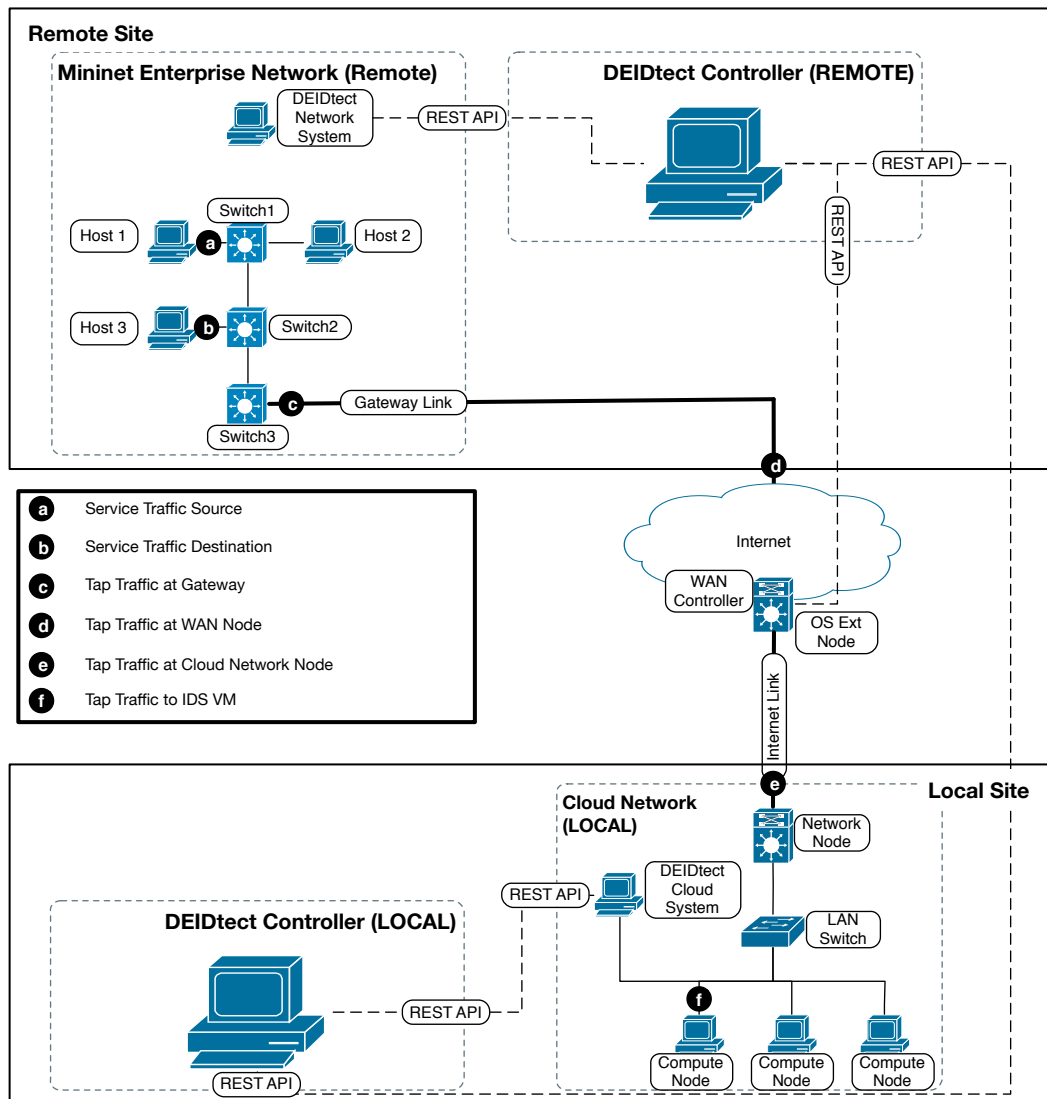 Remote Site
Mininet Enterprise Network (Remote)
DEIDtect
Network
System
REST API
DEIDtect Controller (REMOTE)
REST API
REST API
Switch1
Host 1
a
Host 2
Host 3
b
Switch2
c
Gateway Link
Switch3
d
a Service Traffic Source
b Service Traffic Destination
c Tap Traffic at Gateway
d Tap Traffic at WAN Node
e Tap Traffic at Cloud Network Node
f Tap Traffic to IDS VM
Internet
WAN
Controller
OS Ext
Node
Internet Link
e
Local Site
Cloud Network
(LOCAL)
Network
Node
DEIDtect
Cloud
System
REST API
LAN
Switch
DEIDtect Controller (LOCAL)
REST API
REST API
f
Compute
Node
Compute
Node
Compute
Node